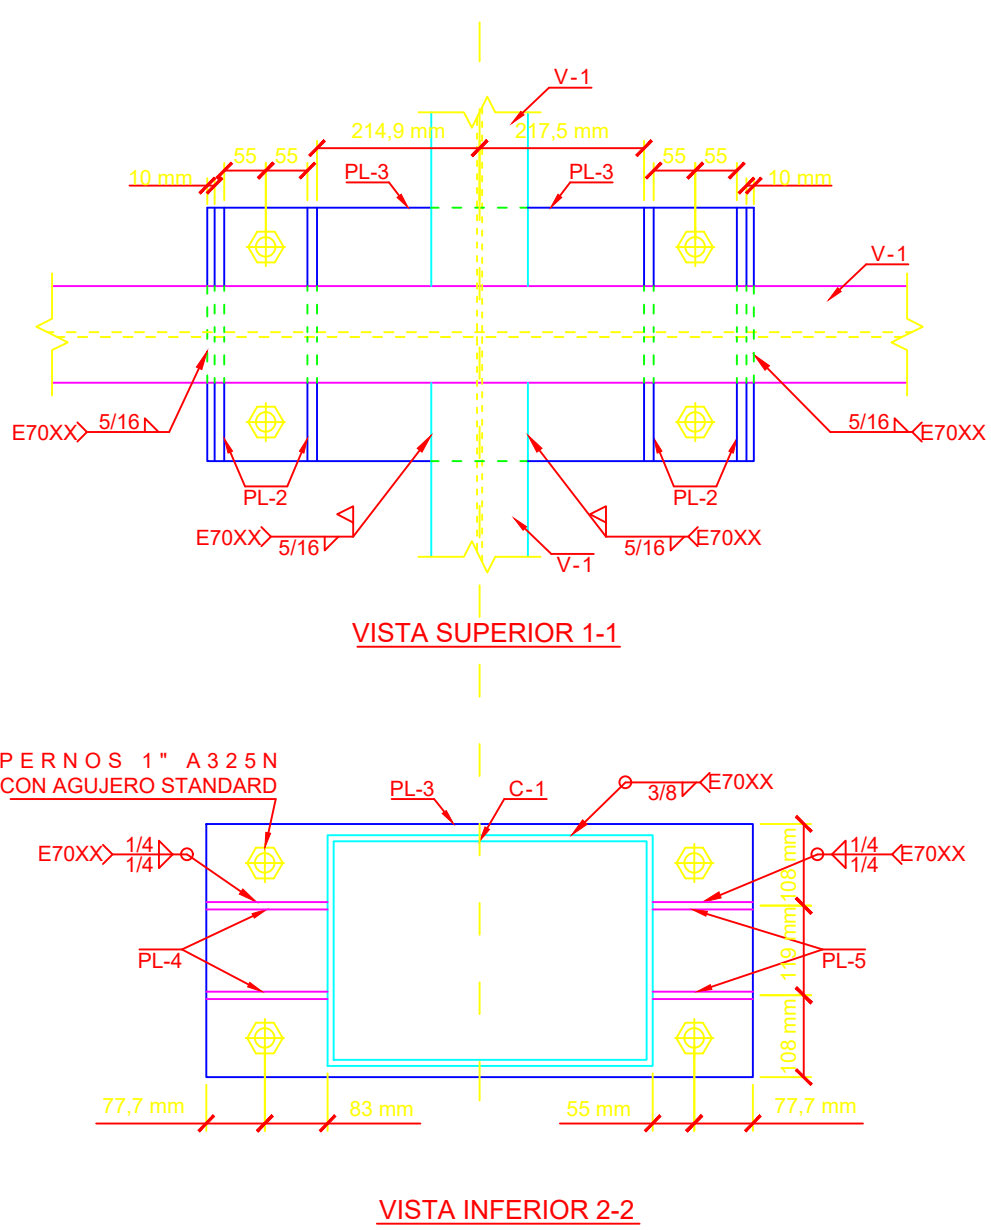 V-1
214,9 mm
217,5 mm
55
55
55
55
10 mm
PL-3
PL-3
10 mm
V-1
E70XX
5/16
5/16
E70XX
PL-2
PL-2
E70XX
5/16
5/16
E70XX
V-1
VISTA SUPERIOR 1-1
PERNOS 1" A325N
CON AGUJERO STANDARD
PL-3
C-1
3/8
E70XX
E70XX
1/4
1/4
1/4
1/4
E70XX
108 mm
PL-4
119 mm
PL-5
108 mm
77,7 mm
83 mm
55 mm
77,7 mm
VISTA INFERIOR 2-2